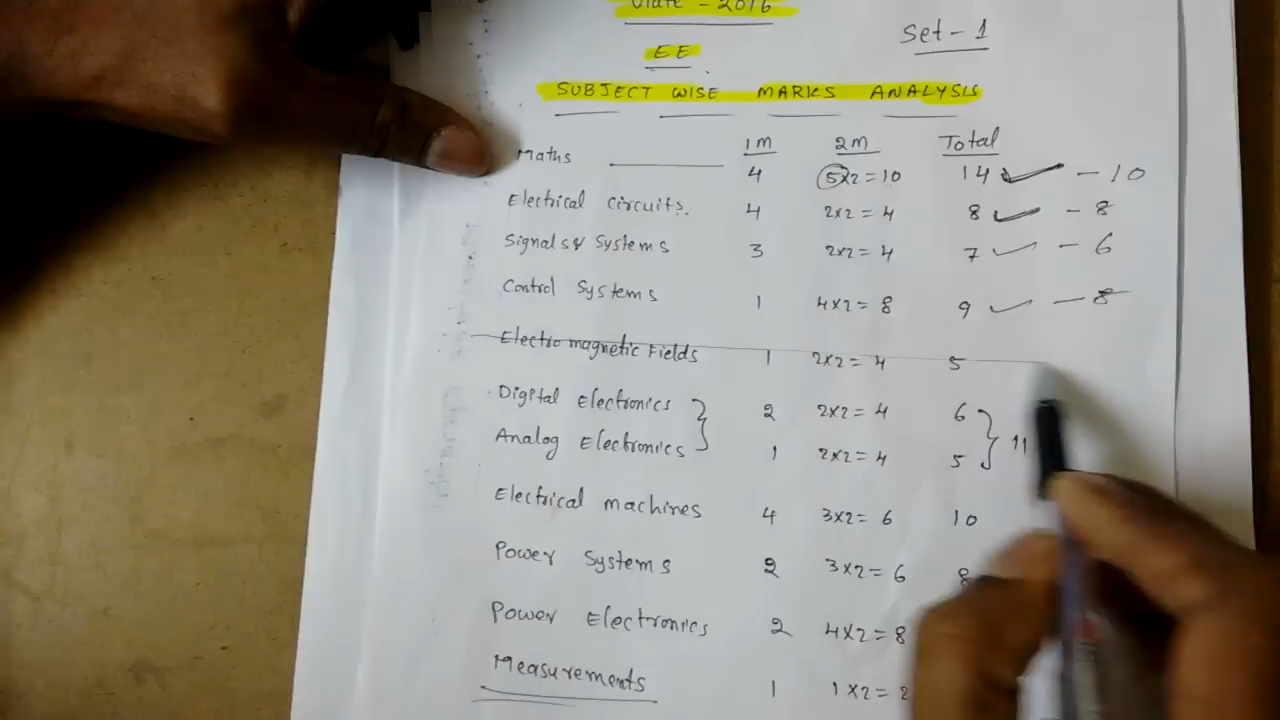 Gate - 2016
Set - 1
EE
SUBJECT WISE MARKS ANALYSIS
1M 2M Total
Maths 4 5x2=10 14 - 10
Electrical circuits. 4 2x2=4 8 - 8
Signals & Systems 3 2x2=4 7 - 6
Control Systems 1 4x2=8 9 - 8
Electro magnetic Fields 1 2x2=4 5
Digital Electronics 2 2x2=4 6
11
Analog Electronics 1 2x2=4 5
Electrical machines 4 3x2=6 10
Power Systems 2 3x2=6 8
Power Electronics 2 4x2=8
Measurements 1 1x2=2